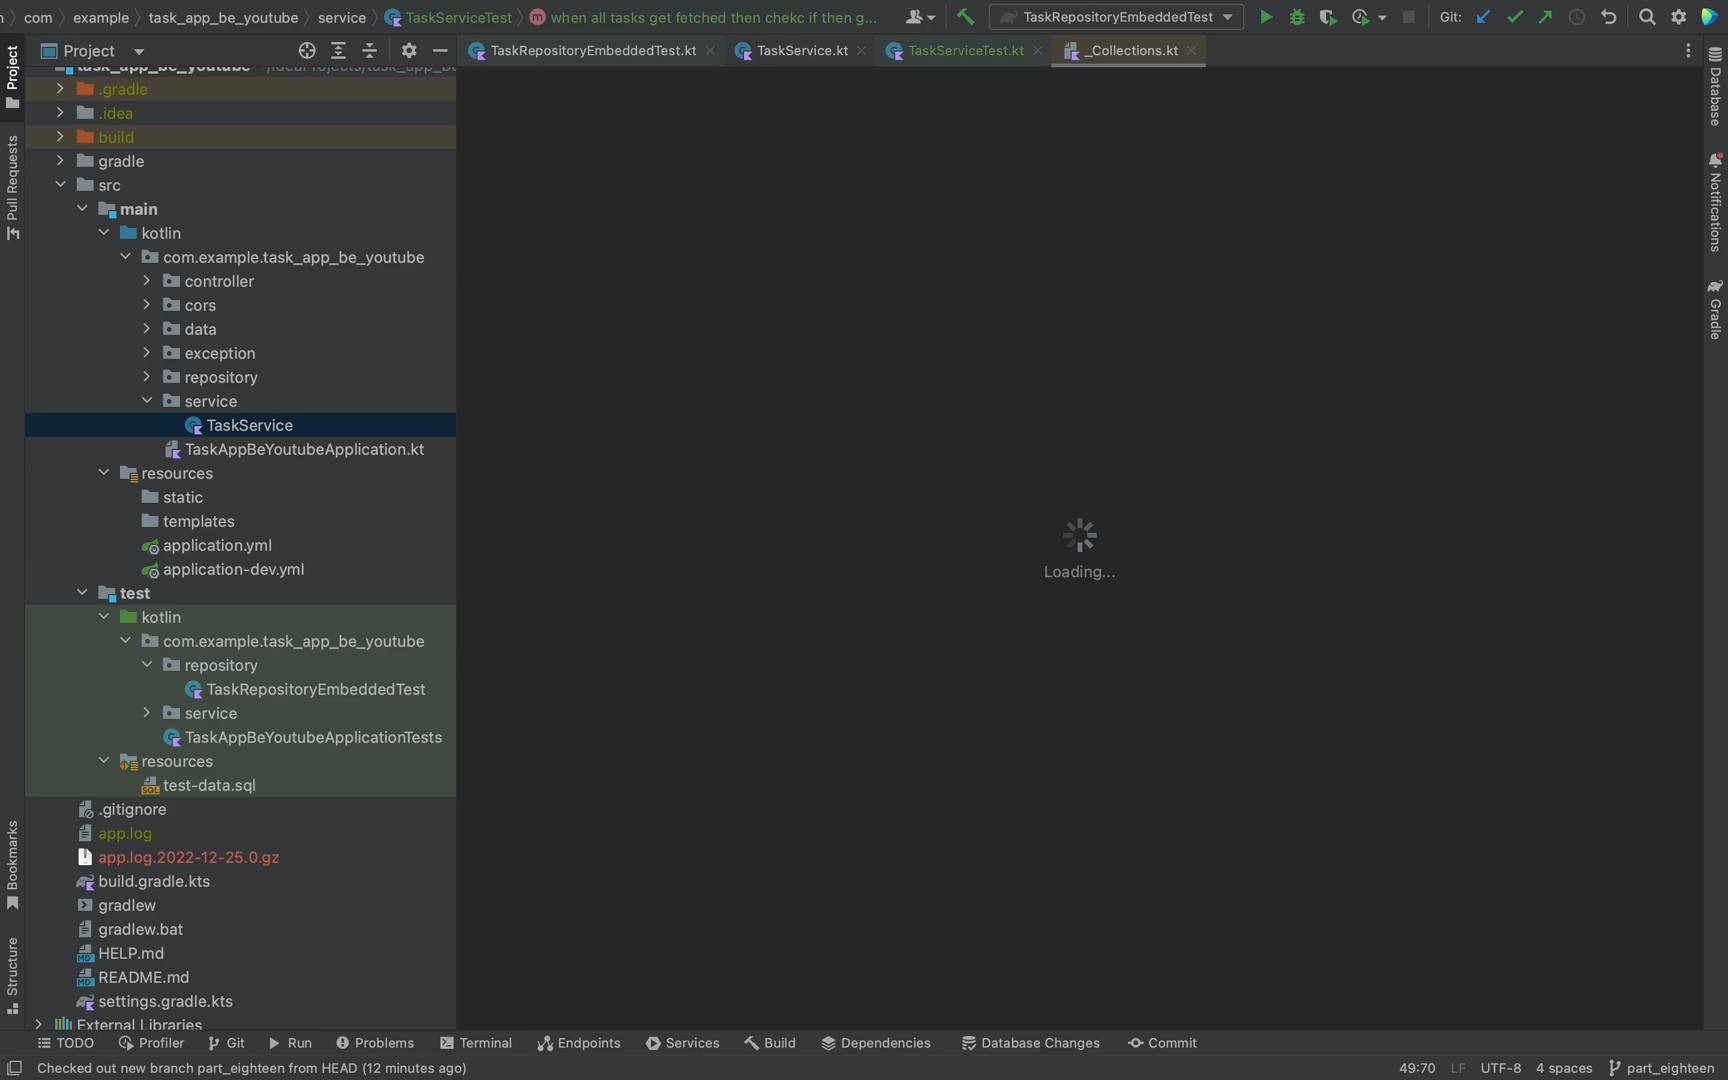 com
example
task_app_be_youtube
service
TaskServiceTest
when all tasks get fetched then chekc if then g...
TaskRepositoryEmbeddedTest
Git:
Project
TaskRepositoryEmbeddedTest.kt
TaskService.kt
TaskServiceTest.kt
_Collections.kt
Project
Pull Requests
Bookmarks
Structure
task_app_be_youtube
.gradle
.idea
build
gradle
src
main
kotlin
com.example.task_app_be_youtube
controller
cors
data
exception
repository
service
TaskService
TaskAppBeYoutubeApplication.kt
resources
static
templates
application.yml
application-dev.yml
test
kotlin
com.example.task_app_be_youtube
repository
TaskRepositoryEmbeddedTest
service
TaskAppBeYoutubeApplicationTests
resources
test-data.sql
.gitignore
app.log
app.log.2022-12-25.0.gz
build.gradle.kts
gradlew
gradlew.bat
HELP.md
README.md
settings.gradle.kts
External Libraries
Loading...
Database
Notifications
Gradle
TODO
Profiler
Git
Run
Problems
Terminal
Endpoints
Services
Build
Dependencies
Database Changes
Commit
Checked out new branch part_eighteen from HEAD (12 minutes ago)
49:70
LF
UTF-8
4 spaces
part_eighteen